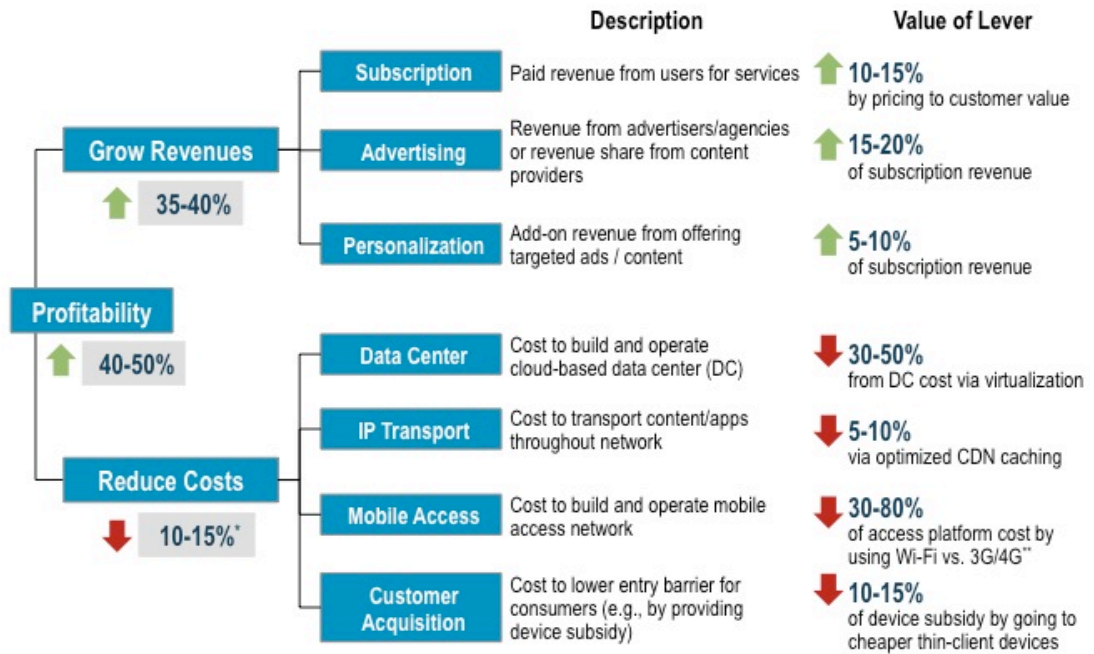 Description
Value of Lever
Subscription
Paid revenue from users for services
10-15%
by pricing to customer value
Grow Revenues
35-40%
Advertising
Revenue from advertisers/agencies
or revenue share from content
providers
15-20%
of subscription revenue
Personalization
Add-on revenue from offering
targeted ads / content
5-10%
of subscription revenue
Profitability
40-50%
Data Center
Cost to build and operate
cloud-based data center (DC)
30-50%
from DC cost via virtualization
IP Transport
Cost to transport content/apps
throughout network
5-10%
via optimized CDN caching
Reduce Costs
10-15%*
Mobile Access
Cost to build and operate mobile
access network
30-80%
of access platform cost by
using Wi-Fi vs. 3G/4G**
Customer
Acquisition
Cost to lower entry barrier for
consumers (e.g., by providing
device subsidy)
10-15%
of device subsidy by going to
cheaper thin-client devices